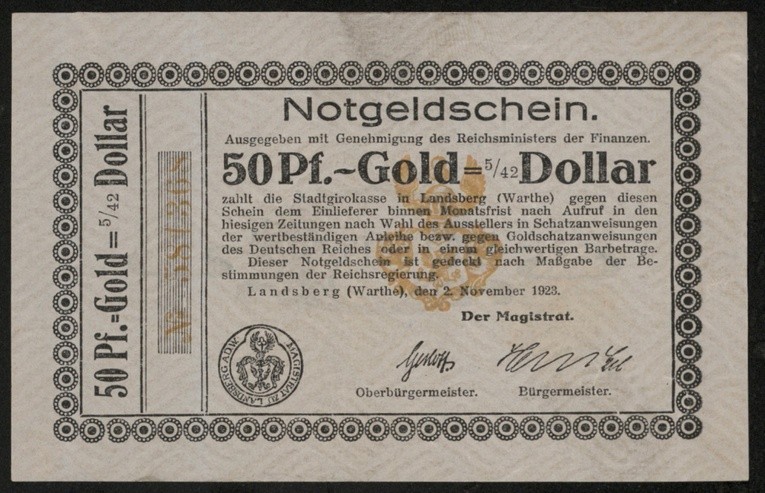 Notgeldschein.
Ausgegeben mit Genehmigung des Reichsministers der Finanzen.
50 Pf.-Gold = 5/42 Dollar
zahlt die Stadtgirokasse in Landsberg (Warthe) gegen diesen
Schein dem Einlieferer binnen Monatsfrist nach Aufruf in den
hiesigen Zeitungen nach Wahl des Ausstellers in Schatzanweisungen
der wertbeständigen Anleihe bezw. gegen Goldschatzanweisungen
des Deutschen Reiches oder in einem gleichwertigen Barbetrage.
Dieser Notgeldschein ist gedeckt nach Maßgabe der Be-
stimmungen der Reichsregierung.
Landsberg (Warthe), den 2. November 1923.
Der Magistrat.
Oberbürgermeister. Bürgermeister.
50 Pf.=Gold = 5/42 Dollar
No
MAGISTRAT ZU LANDSBERG A.D.W.